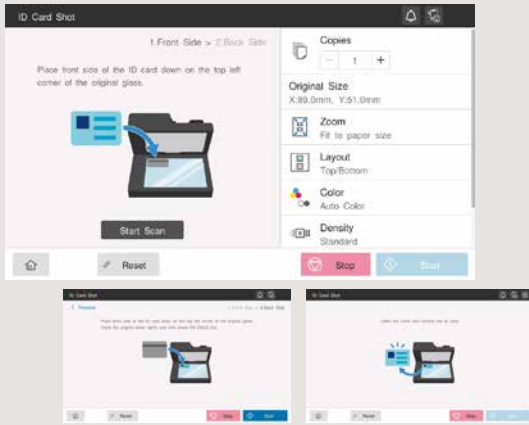 ID Card Shot
1.Front Side > 2.Back Side
Place front side of the ID card down on the top left
corner of the original glass.
Start Scan
Copies
1
Original Size
X:89.0mm, Y:51.0mm
Zoom
Fit to paper size
Layout
Top/Bottom
Color
Auto Color
Density
Standard
Reset
Stop
Start
ID Card Shot
Reset
Stop
Start
ID Card Shot
Reset
Stop